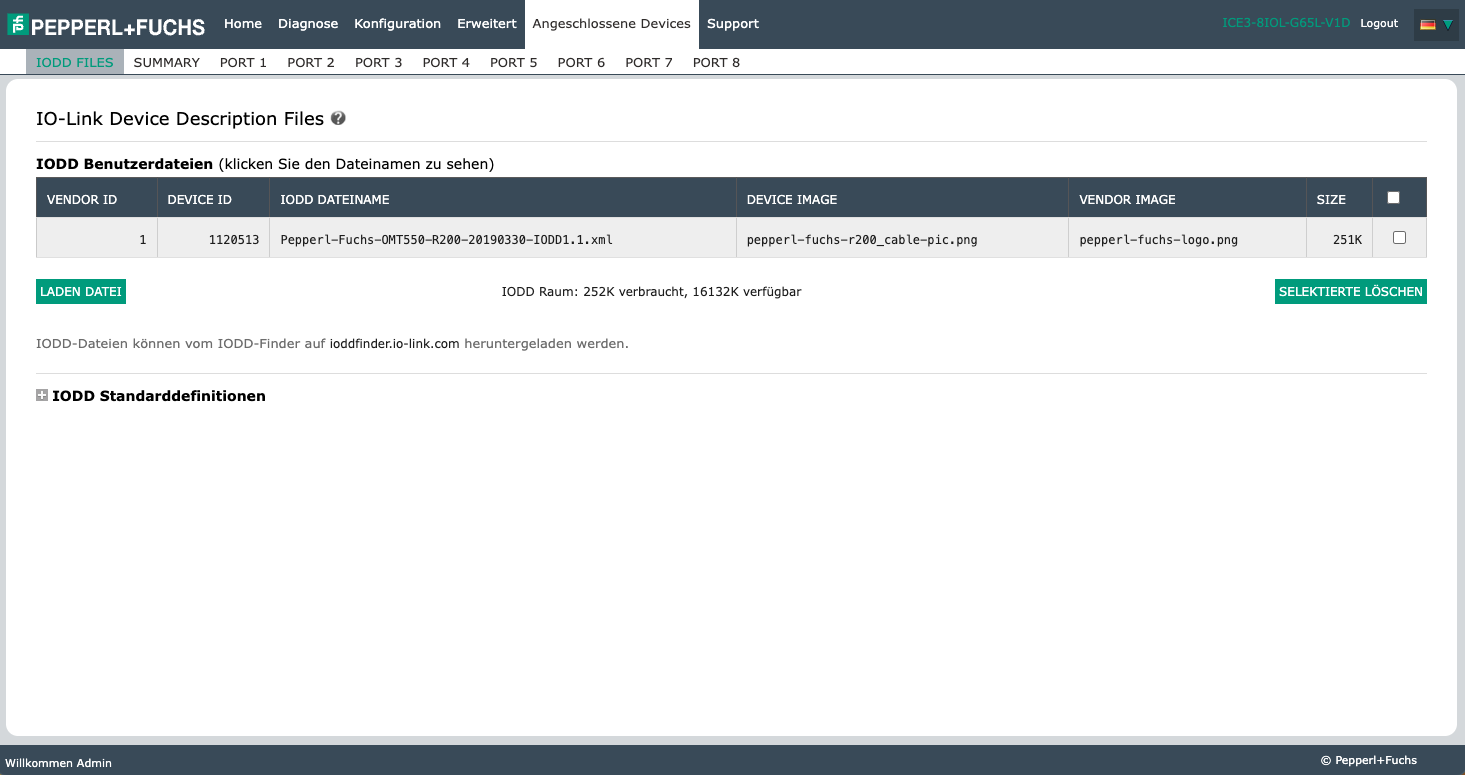 PEPPERL+FUCHS Home Diagnose Konfiguration Erweitert Angeschlossene Devices Support ICE3-8IOL-G65L-V1D Logout
IODD FILES SUMMARY PORT 1 PORT 2 PORT 3 PORT 4 PORT 5 PORT 6 PORT 7 PORT 8
IO-Link Device Description Files ?
IODD Benutzerdateien (klicken Sie den Dateinamen zu sehen)
VENDOR ID DEVICE ID IODD DATEINAME DEVICE IMAGE VENDOR IMAGE SIZE
1 1120513 Pepperl-Fuchs-OMT550-R200-20190330-IODD1.1.xml pepperl-fuchs-r200_cable-pic.png pepperl-fuchs-logo.png 251K
LADEN DATEI IODD Raum: 252K verbraucht, 16132K verfügbar SELEKTIERTE LÖSCHEN
IODD-Dateien können vom IODD-Finder auf ioddfinder.io-link.com heruntergeladen werden.
IODD Standarddefinitionen
Willkommen Admin © Pepperl+Fuchs